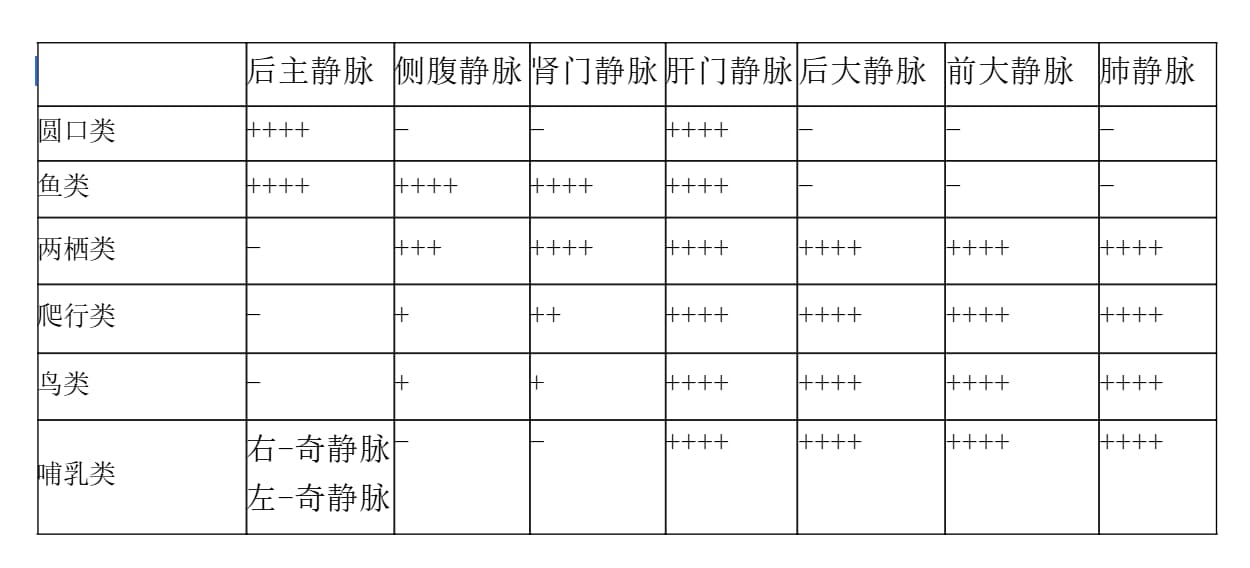 后主静脉 侧腹静脉 肾门静脉 肝门静脉 后大静脉 前大静脉 肺静脉
圆口类 ++++ − − ++++ − − −
鱼类 ++++ ++++ ++++ ++++ − − −
两栖类 − +++ ++++ ++++ ++++ ++++ ++++
爬行类 − + ++ ++++ ++++ ++++ ++++
鸟类 − + + ++++ ++++ ++++ ++++
哺乳类 右−奇静脉 − − ++++ ++++ ++++ ++++
左−奇静脉